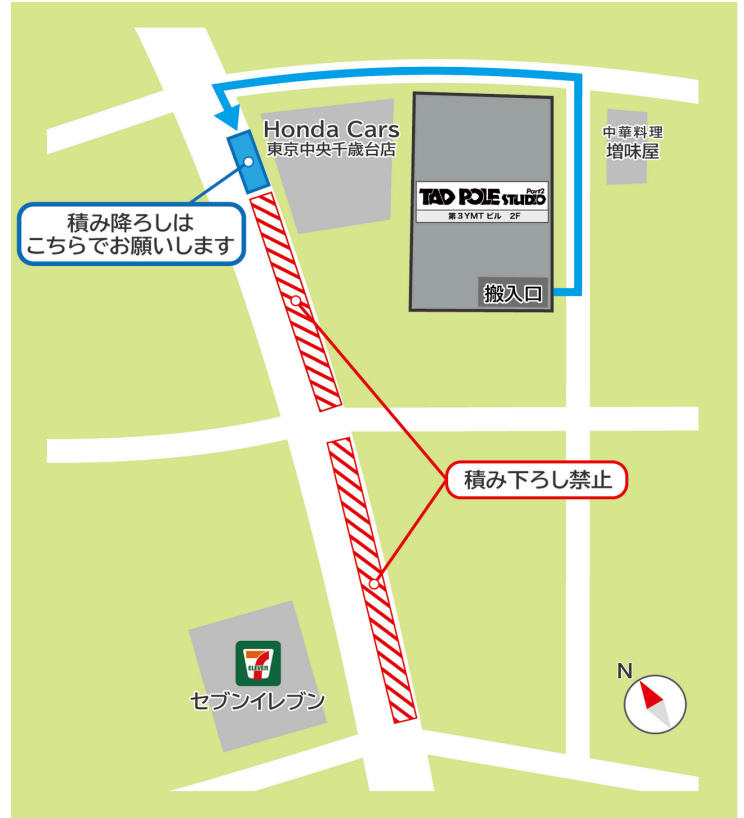 Honda Cars
東京中央千歳台店
中華料理
増味屋
TAD POLE STUDIO Part2
第3YMTビル 2F
積み降ろしは
こちらでお願いします
搬入口
積み下ろし禁止
7
ELEVEN
セブンイレブン
N